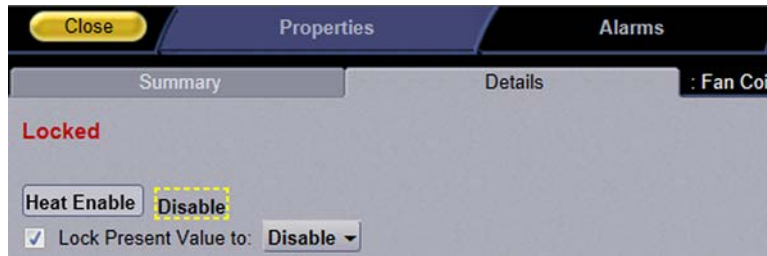 Close Properties Alarms
Summary Details : Fan Coi
Locked
Heat Enable Disable
Lock Present Value to: Disable